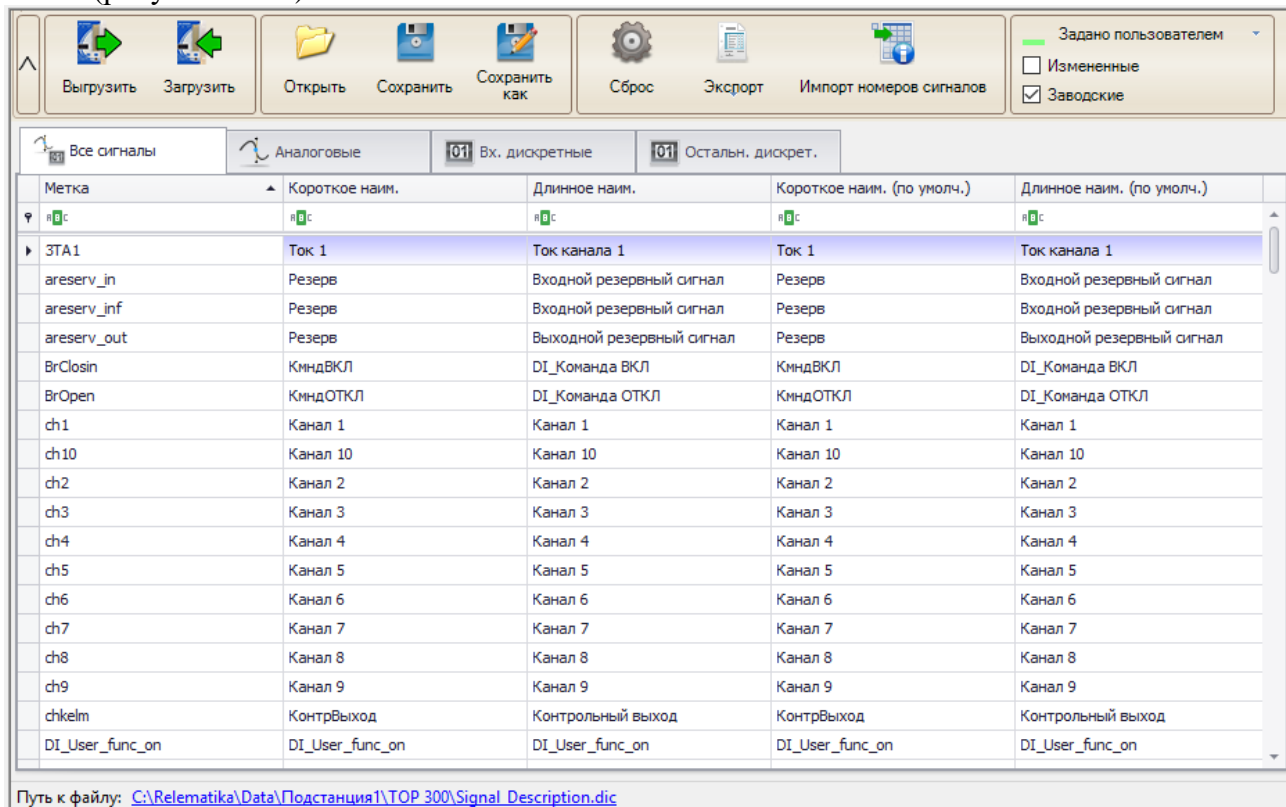 Выгрузить Загрузить Открыть Сохранить Сохранить как Сброс Экспорт Импорт номеров сигналов
Задано пользователем
Измененные
Заводские
Все сигналы Аналоговые Вх. дискретные Остальн. дискрет.
Метка Короткое наим. Длинное наим. Короткое наим. (по умолч.) Длинное наим. (по умолч.)
3TA1 Ток 1 Ток канала 1 Ток 1 Ток канала 1
areserv_in Резерв Входной резервный сигнал Резерв Входной резервный сигнал
areserv_inf Резерв Входной резервный сигнал Резерв Входной резервный сигнал
areserv_out Резерв Выходной резервный сигнал Резерв Выходной резервный сигнал
BrClosin КмндВКЛ DI_Команда ВКЛ КмндВКЛ DI_Команда ВКЛ
BrOpen КмндОТКЛ DI_Команда ОТКЛ КмндОТКЛ DI_Команда ОТКЛ
ch1 Канал 1 Канал 1 Канал 1 Канал 1
ch10 Канал 10 Канал 10 Канал 10 Канал 10
ch2 Канал 2 Канал 2 Канал 2 Канал 2
ch3 Канал 3 Канал 3 Канал 3 Канал 3
ch4 Канал 4 Канал 4 Канал 4 Канал 4
ch5 Канал 5 Канал 5 Канал 5 Канал 5
ch6 Канал 6 Канал 6 Канал 6 Канал 6
ch7 Канал 7 Канал 7 Канал 7 Канал 7
ch8 Канал 8 Канал 8 Канал 8 Канал 8
ch9 Канал 9 Канал 9 Канал 9 Канал 9
chkelm КонтрВыход Контрольный выход КонтрВыход Контрольный выход
DI_User_func_on DI_User_func_on DI_User_func_on DI_User_func_on DI_User_func_on
Путь к файлу: C:\Relematika\Data\Подстанция1\TOP 300\Signal_Description.dic